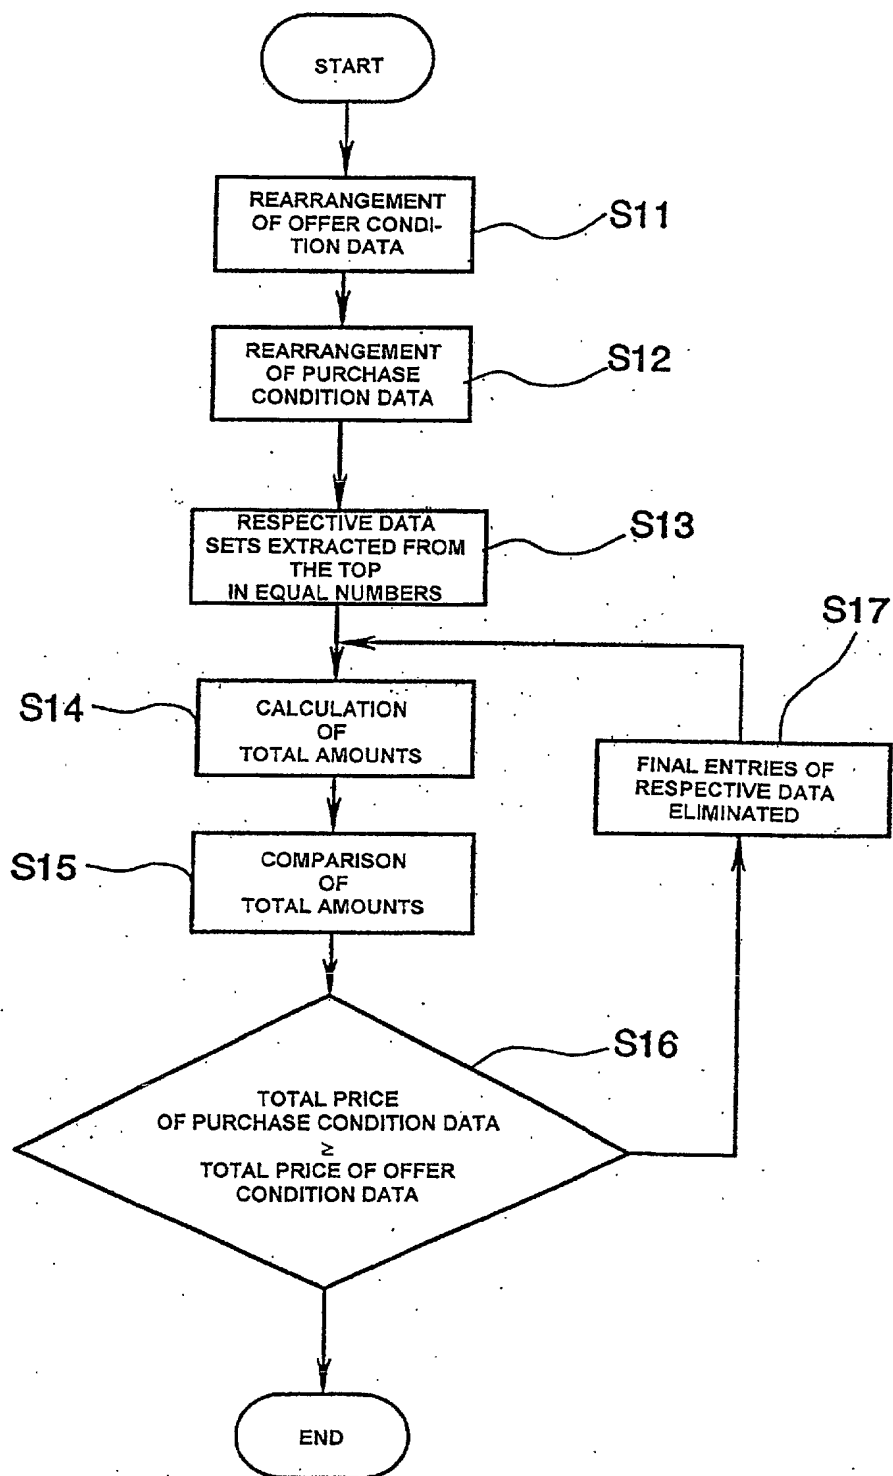 START
REARRANGEMENT
OF OFFER CONDI-
TION DATA
S11
REARRANGEMENT
OF PURCHASE
CONDITION DATA
S12
RESPECTIVE DATA
SETS EXTRACTED FROM
THE TOP
IN EQUAL NUMBERS
S13
S17
CALCULATION
OF
TOTAL AMOUNTS
S14
FINAL ENTRIES OF
RESPECTIVE DATA
ELIMINATED
COMPARISON
OF
TOTAL AMOUNTS
S15
S16
TOTAL PRICE
OF PURCHASE CONDITION DATA
≥
TOTAL PRICE OF OFFER
CONDITION DATA
END